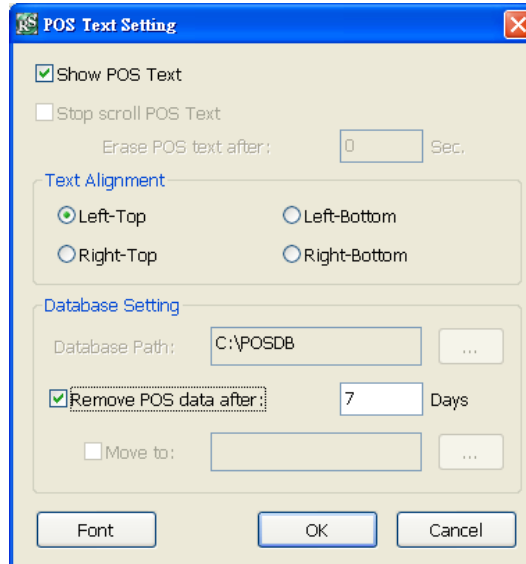 RS POS Text Setting
Show POS Text
Stop scroll POS Text
Erase POS text after: 0 Sec.
Text Alignment
Left-Top Left-Bottom
Right-Top Right-Bottom
Database Setting
Database Path: C:\POSDB ...
Remove POS data after: 7 Days
Move to: ...
Font OK Cancel